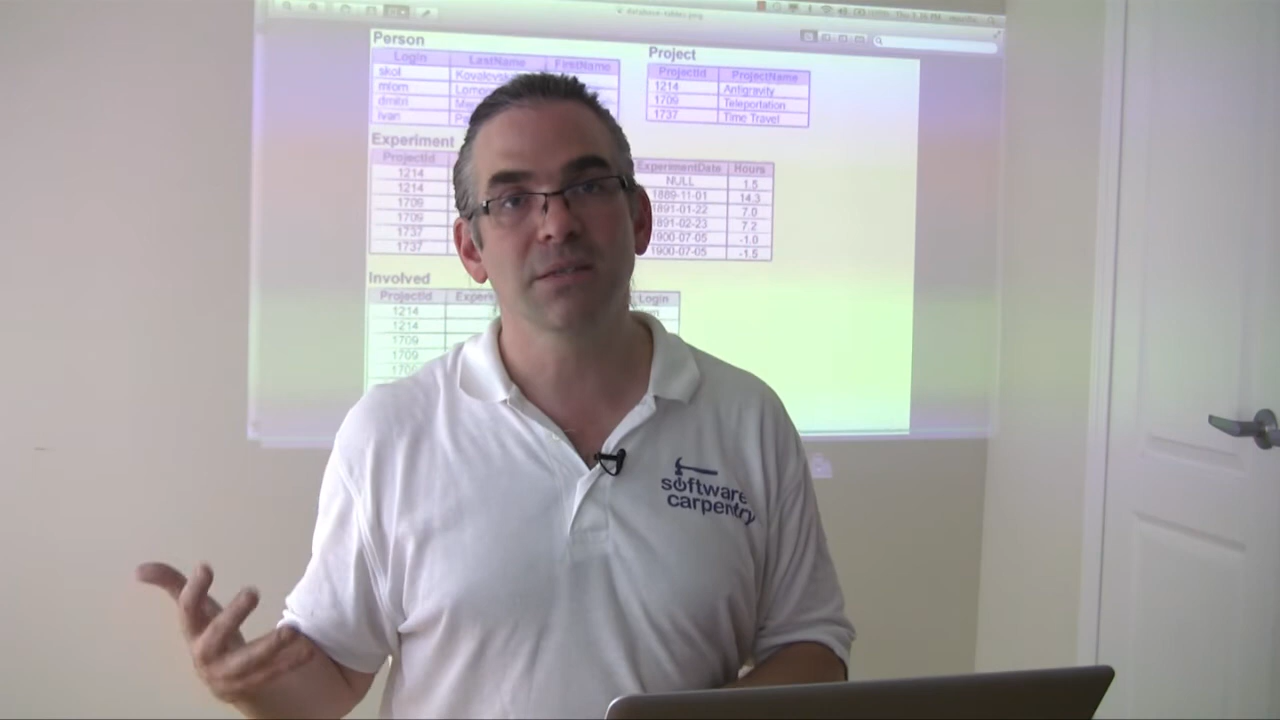 database-tables.png
Person
Login LastName FirstName
skol
mlom
dmitri
ivan
Project
ProjectId ProjectName
1214 Antigravity
1709 Teleportation
1737 Time Travel
Experiment
ProjectId ExperimentDate Hours
1214 NULL 1.5
1214 1889-11-01 14.3
1709 1891-01-22 7.0
1709 1891-02-23 7.2
1737 1900-07-05 -1.0
1737 1900-07-05 -1.5
Involved
ProjectId Login
1214
1214
1709
1709
software
carpentry